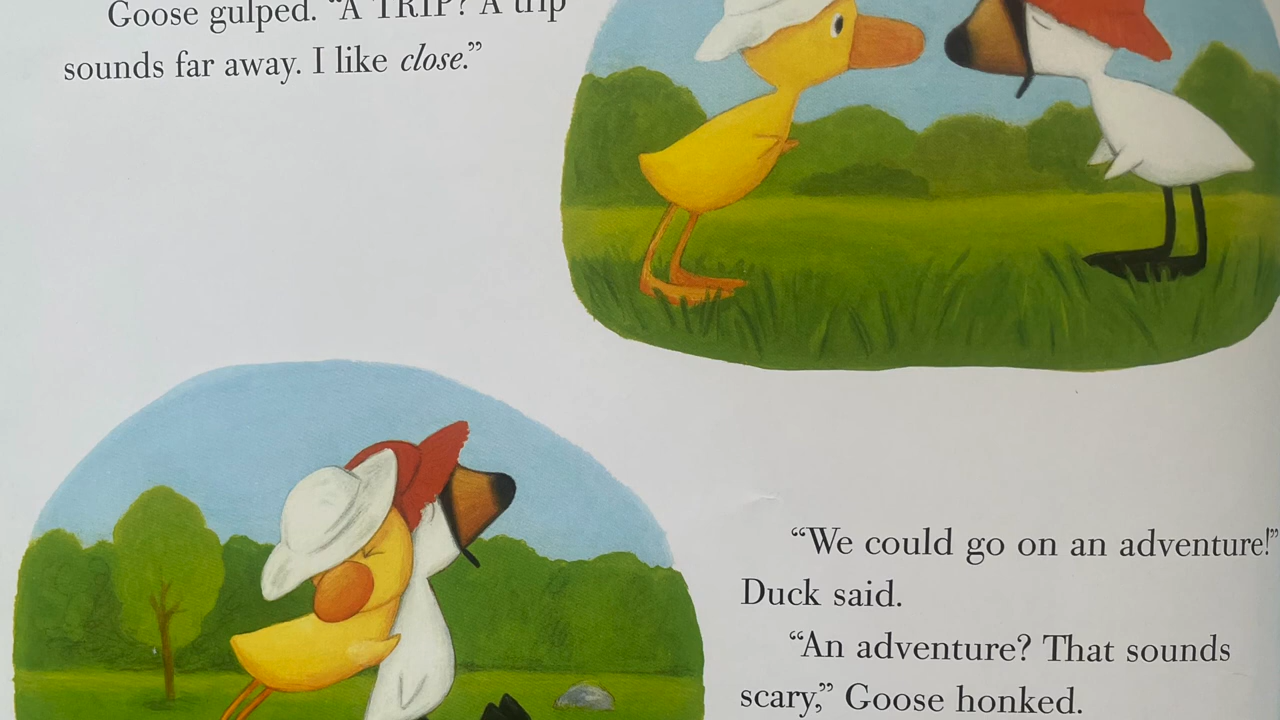 Goose gulped. “A TRIP? A trip
sounds far away. I like close.”
“We could go on an adventure!”
Duck said.
“An adventure? That sounds
scary,” Goose honked.